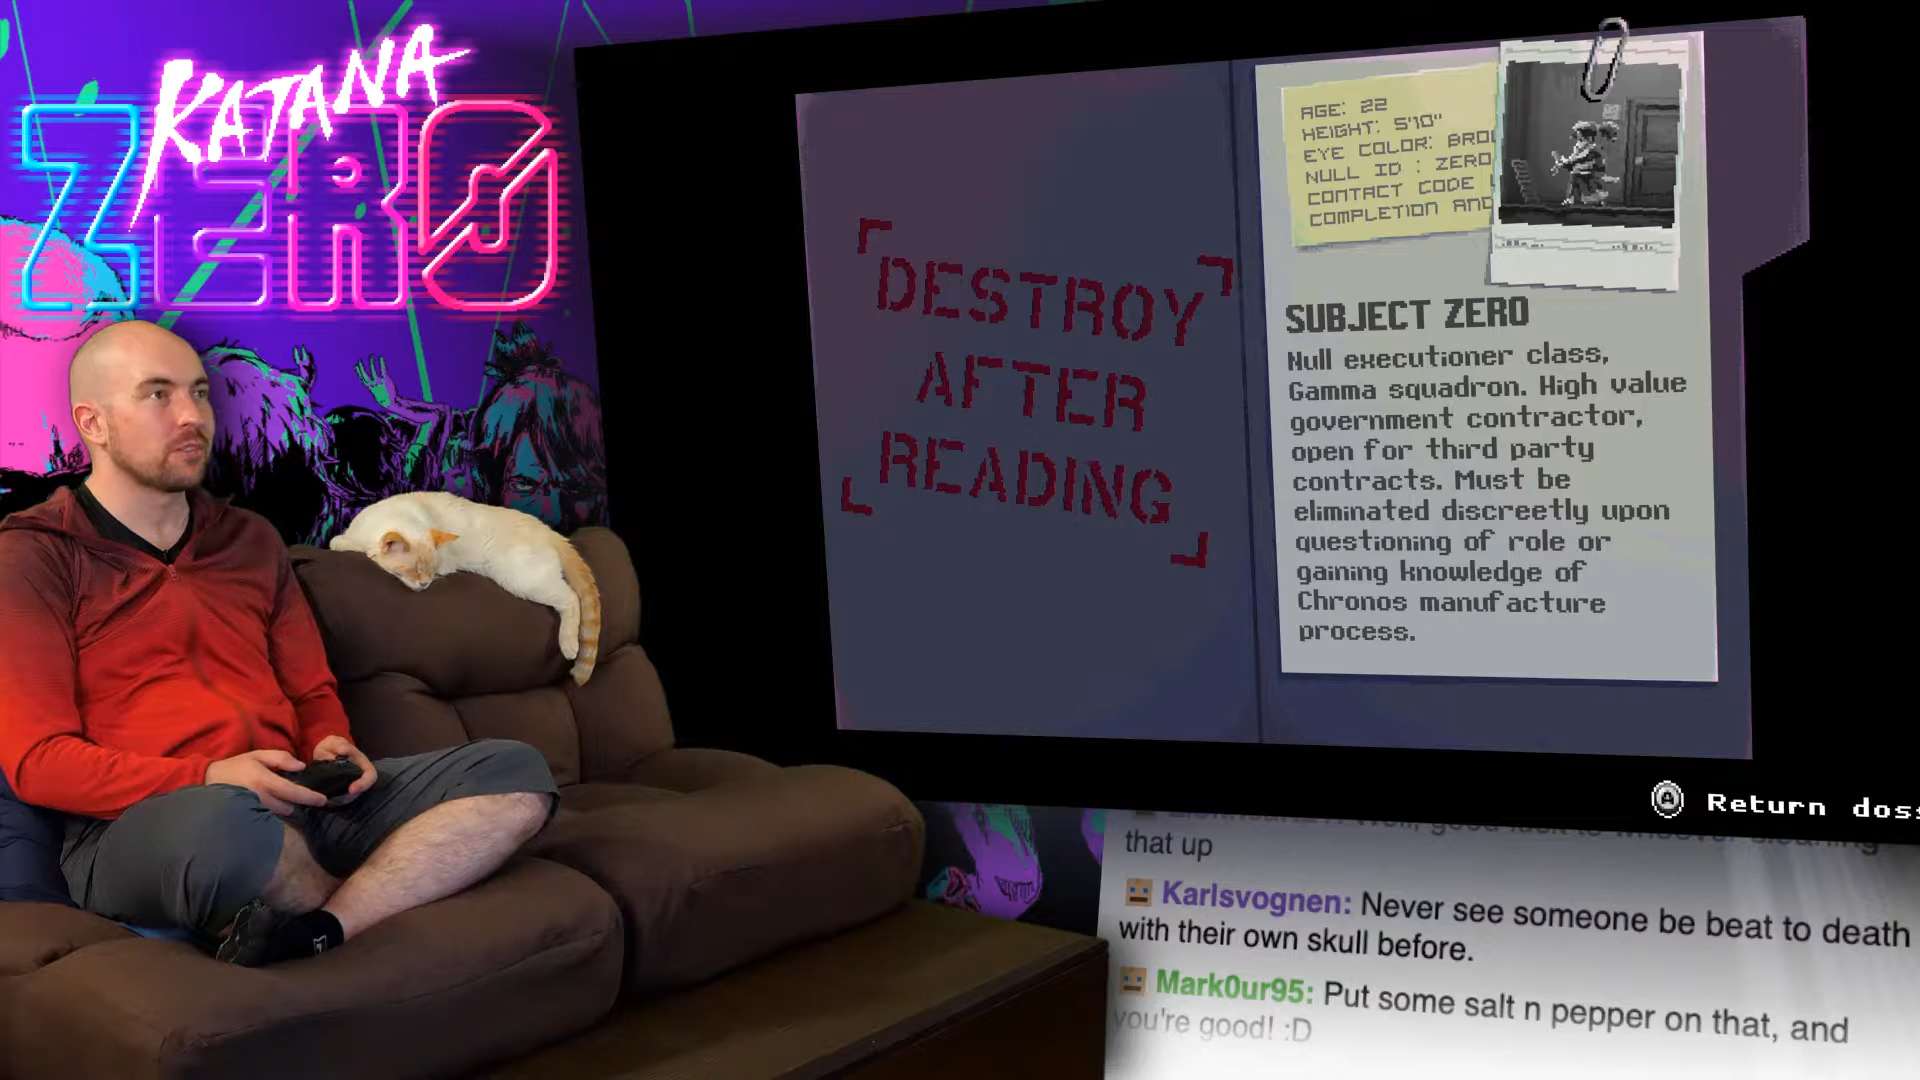 KATANA
ZERO
DESTROY
AFTER
READING
AGE: 22
HEIGHT: 5'10"
EYE COLOR:
NULL ID : ZERO
CONTACT CODE
COMPLETION AND
SUBJECT ZERO
Null executioner class,
Gamma squadron. High value
government contractor,
open for third party
contracts. Must be
eliminated discreetly upon
questioning of role or
gaining knowledge of
Chronos manufacture
process.
A Return
that up
Karlsvognen: Never see someone be beat to death
with their own skull before.
Mark0ur95: Put some salt n pepper on that, and
you're good! :D